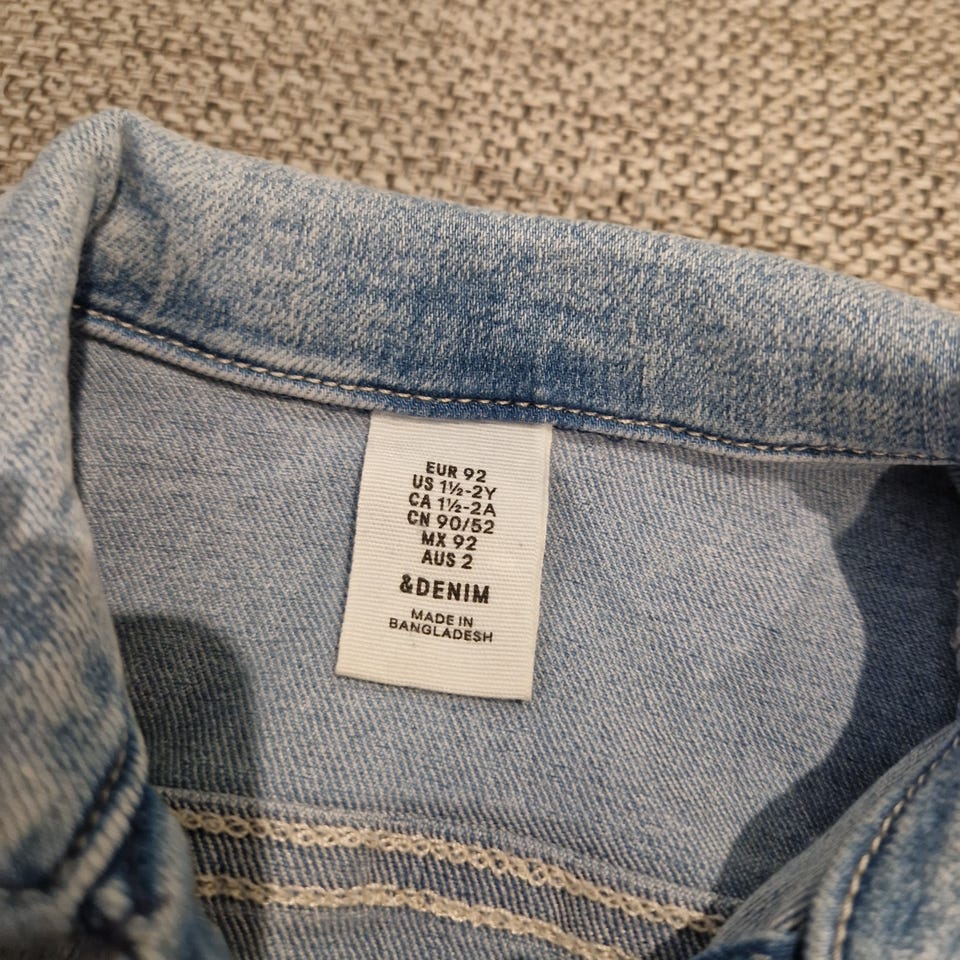 EUR 92
US 1½-2Y
CA 1½-2A
CN 90/52
MX 92
AUS 2
&DENIM
MADE IN
BANGLADESH